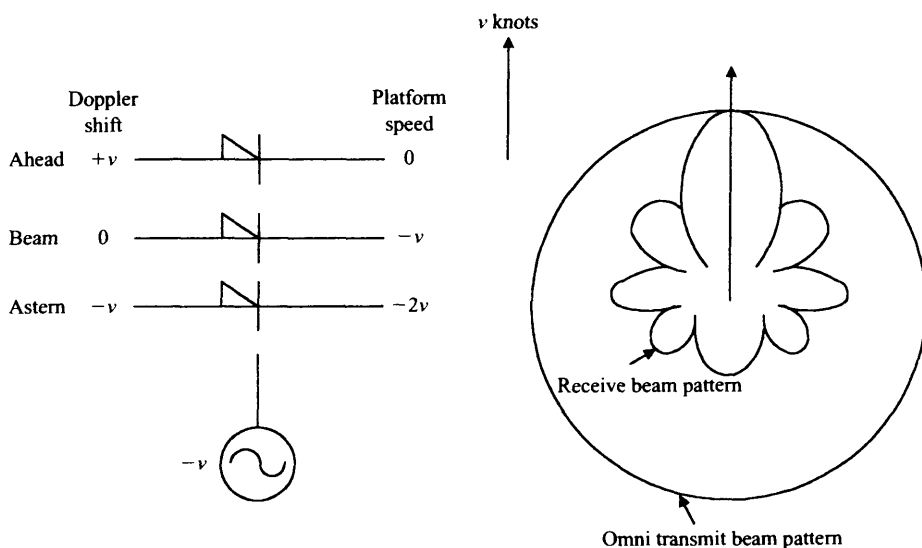 v knots
Doppler
shift
Platform
speed
Ahead +v 0
Beam 0 −v
Astern −v −2v
−v
Receive beam pattern
Omni transmit beam pattern